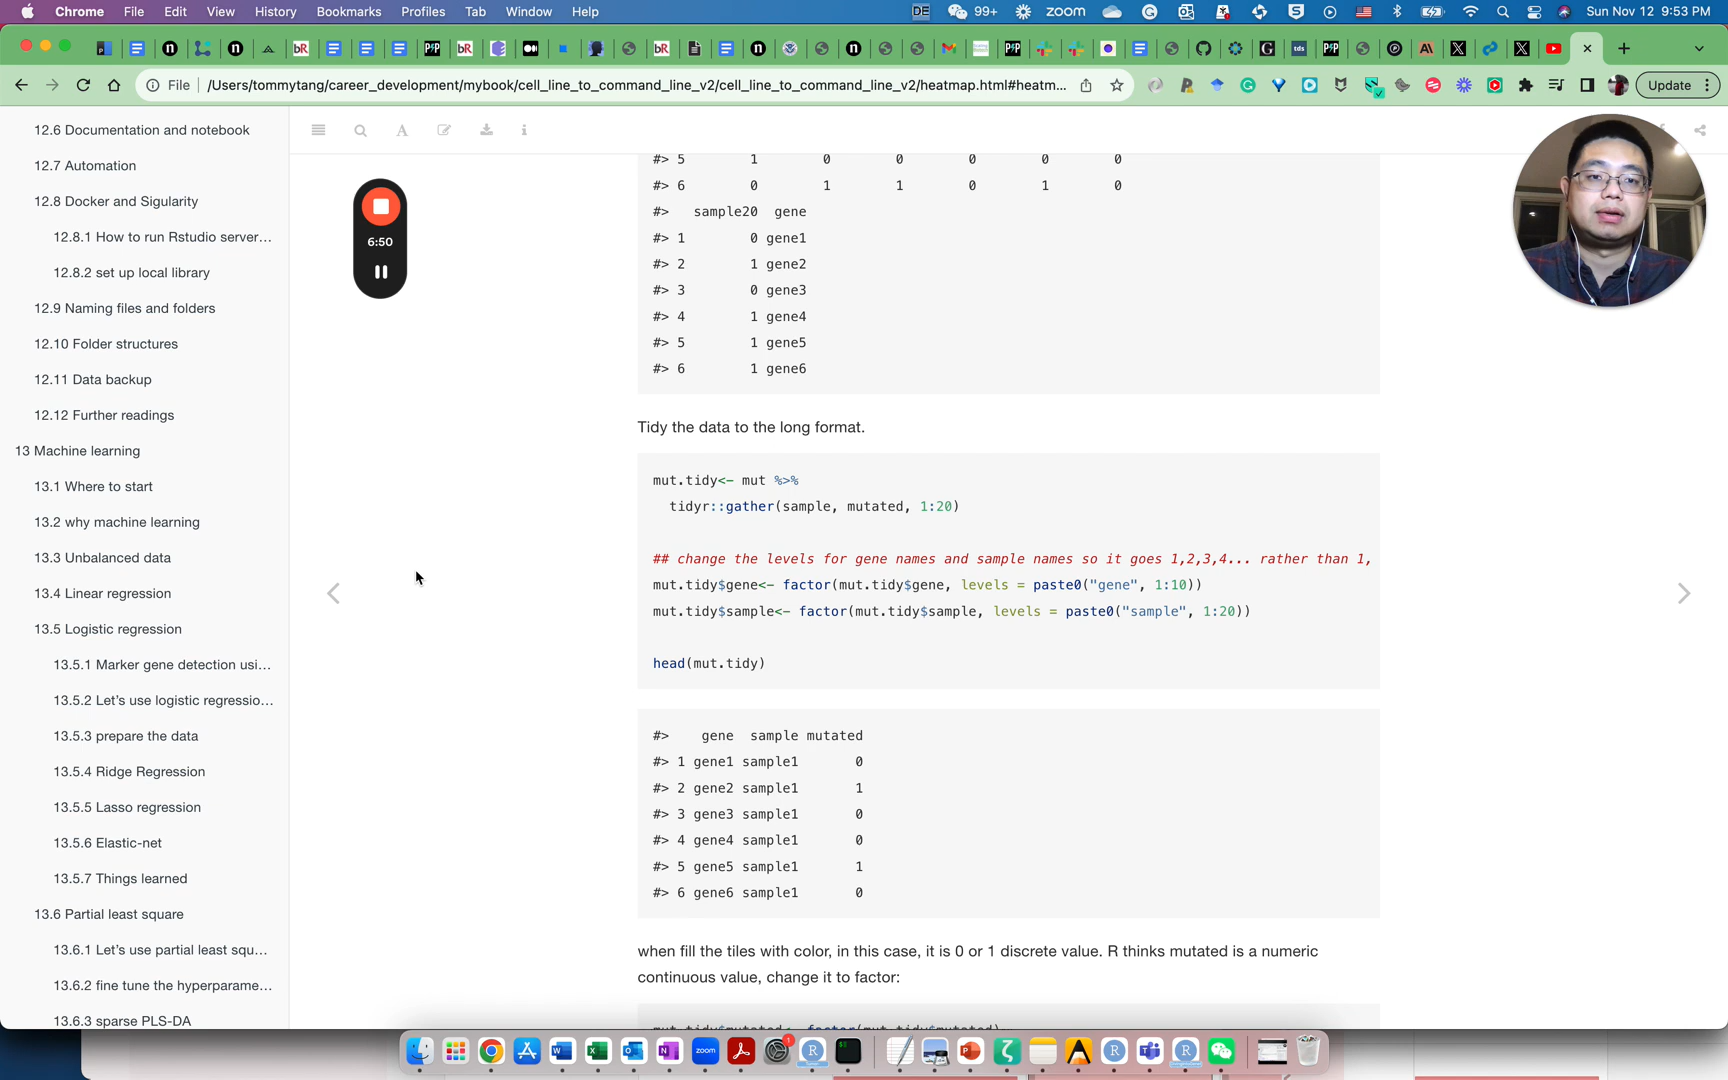 Chrome File Edit View History Bookmarks Profiles Tab Window Help
DE 99+ zoom Sun Nov 12 9:53 PM
File /Users/tommytang/career_development/mybook/cell_line_to_command_line_v2/cell_line_to_command_line_v2/heatmap.html#heatm... Update
12.6 Documentation and notebook
12.7 Automation
12.8 Docker and Sigularity
12.8.1 How to run Rstudio server…
12.8.2 set up local library
12.9 Naming files and folders
12.10 Folder structures
12.11 Data backup
12.12 Further readings
13 Machine learning
13.1 Where to start
13.2 why machine learning
13.3 Unbalanced data
13.4 Linear regression
13.5 Logistic regression
13.5.1 Marker gene detection usi…
13.5.2 Let's use logistic regressio…
13.5.3 prepare the data
13.5.4 Ridge Regression
13.5.5 Lasso regression
13.5.6 Elastic-net
13.5.7 Things learned
13.6 Partial least square
13.6.1 Let's use partial least squ…
13.6.2 fine tune the hyperparame…
13.6.3 sparse PLS-DA
6:50
#> 5 1 0 0 0 0 0
#> 6 0 1 1 0 1 0
#> sample20 gene
#> 1 0 gene1
#> 2 1 gene2
#> 3 0 gene3
#> 4 1 gene4
#> 5 1 gene5
#> 6 1 gene6
Tidy the data to the long format.
mut.tidy<- mut %>%
tidyr::gather(sample, mutated, 1:20)
## change the levels for gene names and sample names so it goes 1,2,3,4... rather than 1,
mut.tidy$gene<- factor(mut.tidy$gene, levels = paste0("gene", 1:10))
mut.tidy$sample<- factor(mut.tidy$sample, levels = paste0("sample", 1:20))
head(mut.tidy)
#> gene sample mutated
#> 1 gene1 sample1 0
#> 2 gene2 sample1 1
#> 3 gene3 sample1 0
#> 4 gene4 sample1 0
#> 5 gene5 sample1 1
#> 6 gene6 sample1 0
when fill the tiles with color, in this case, it is 0 or 1 discrete value. R thinks mutated is a numeric
continuous value, change it to factor:
mut.tidy$mutated<- factor(mut.tidy$mutated)
zoom